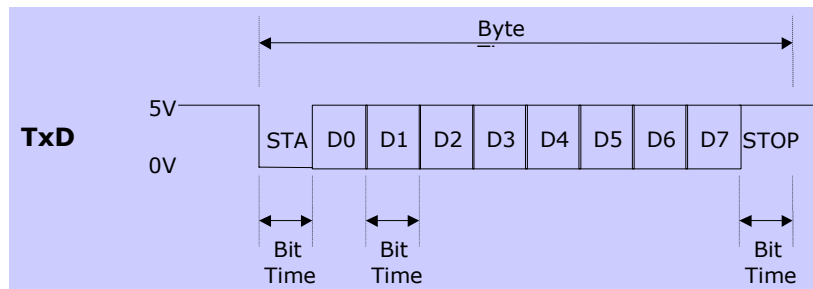 Byte
5V
TxD
STA D0 D1 D2 D3 D4 D5 D6 D7 STOP
0V
Bit Time
Bit Time
Bit Time